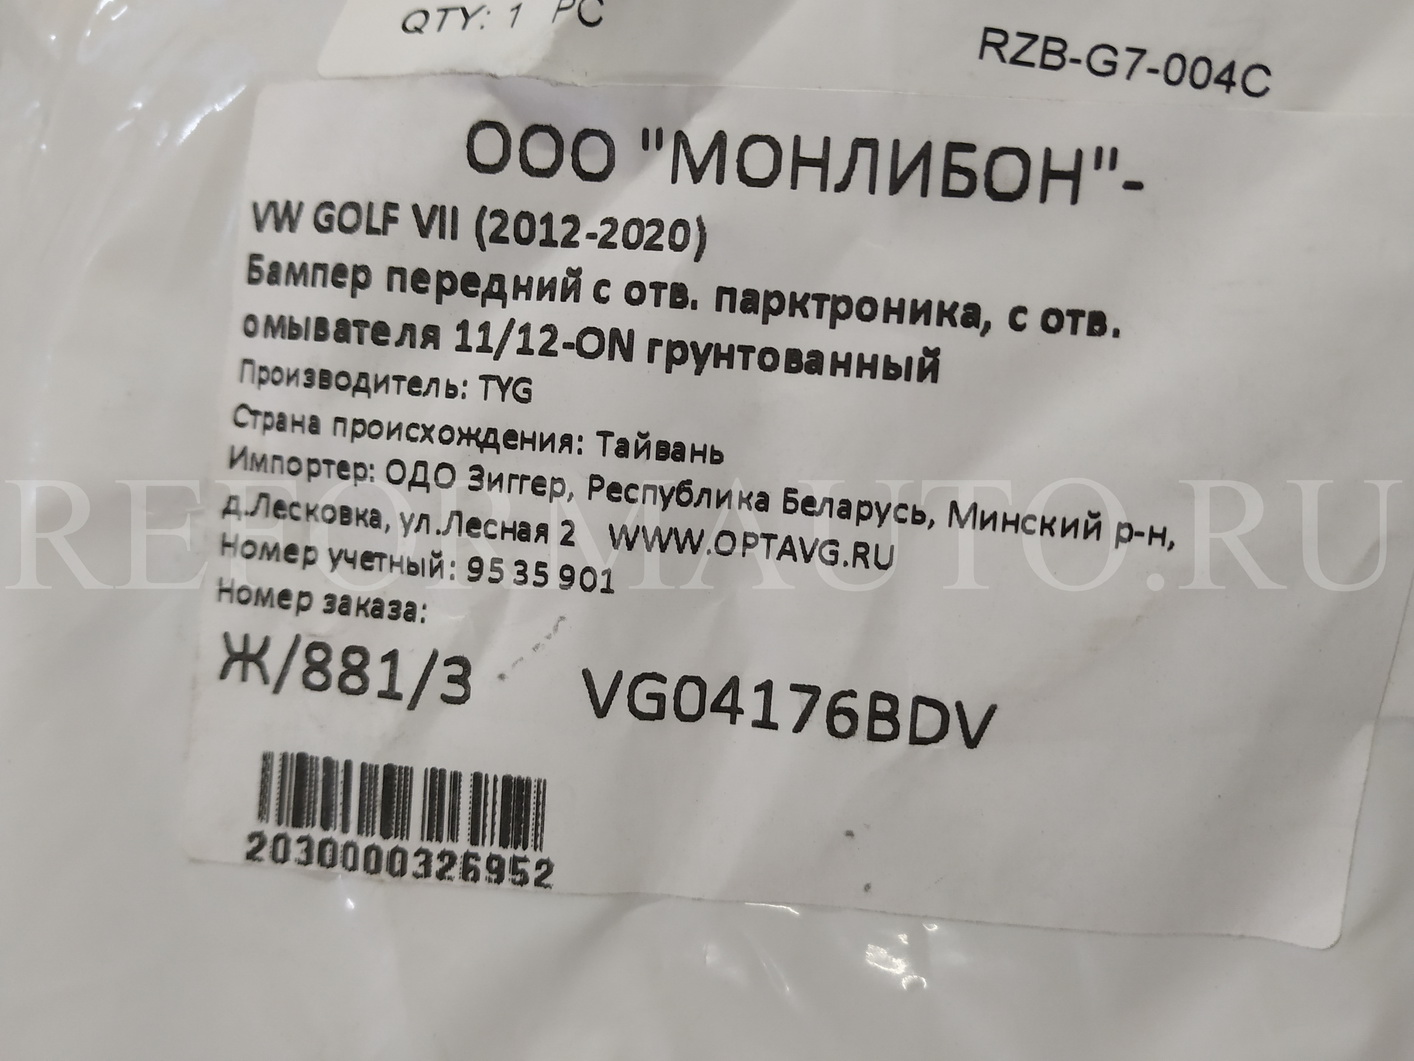 QTY: 1 PC
RZB-G7-004C
ООО "МОНЛИБОН"-
VW GOLF VII (2012-2020)
Бампер передний с отв. парктроника, с отв.
омывателя 11/12-ON грунтованный
Производитель: TYG
Страна происхождения: Тайвань
Импортер: ОДО Зиггер, Республика Беларусь, Минский р-н,
д.Лесковка, ул.Лесная 2 WWW.OPTAVG.RU
Номер учетный: 95 35 901
Номер заказа:
Ж/881/3 VG04176BDV
2030000326952
REFORMAUTO.RU